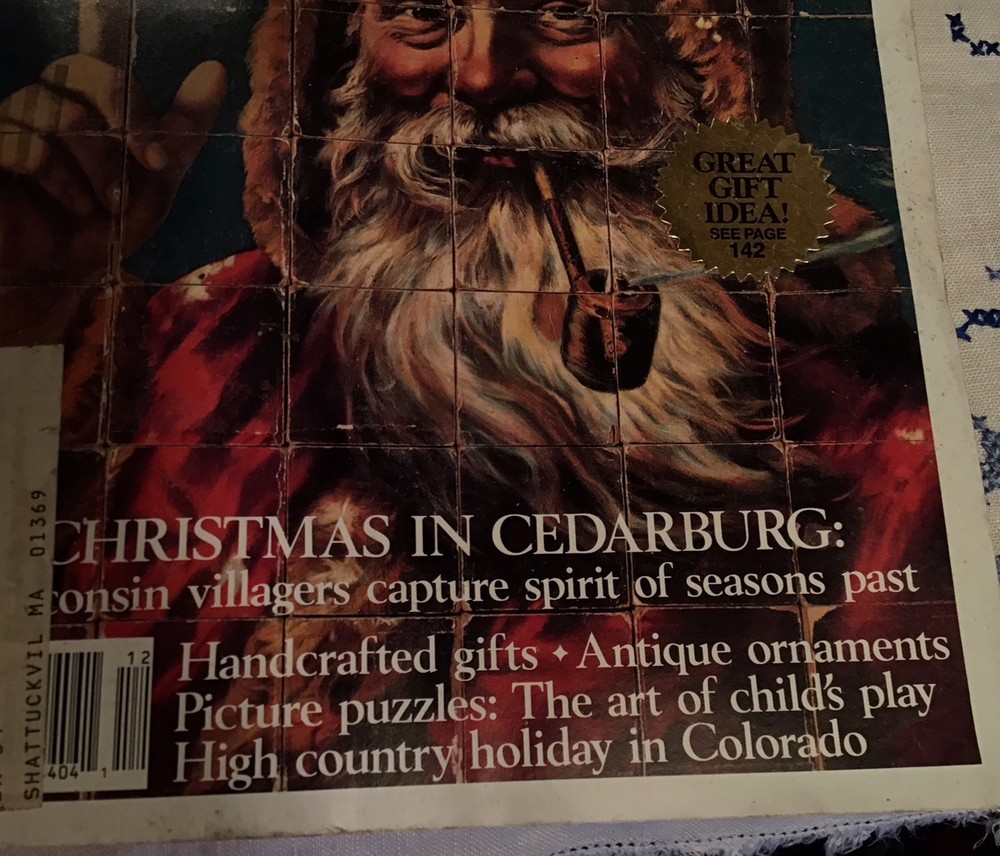 GREAT
GIFT
IDEA!
SEE PAGE
142
CHRISTMAS IN CEDARBURG:
consin villagers capture spirit of seasons past
Handcrafted gifts ✦ Antique ornaments
Picture puzzles: The art of child's play
High country holiday in Colorado
12
404 1
SHATTUCKVIL MA 01369